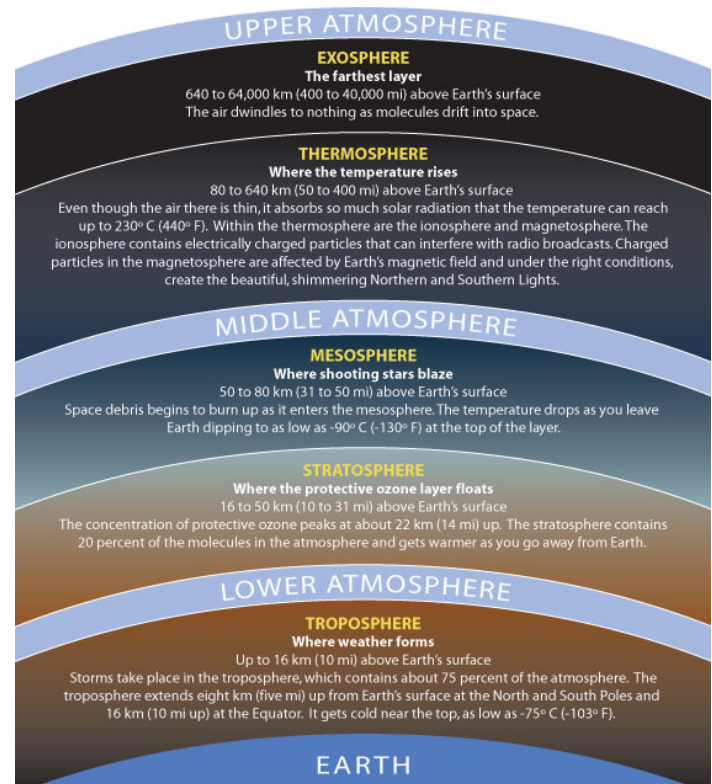 UPPER ATMOSPHERE
EXOSPHERE
The farthest layer
640 to 64,000 km (400 to 40,000 mi) above Earth's surface
The air dwindles to nothing as molecules drift into space.
THERMOSPHERE
Where the temperature rises
80 to 640 km (50 to 400 mi) above Earth's surface
Even though the air there is thin, it absorbs so much solar radiation that the temperature can reach
up to 230º C (440º F). Within the thermosphere are the ionosphere and magnetosphere. The
ionosphere contains electrically charged particles that can interfere with radio broadcasts. Charged
particles in the magnetosphere are affected by Earth's magnetic field and under the right conditions,
create the beautiful, shimmering Northern and Southern Lights.
MIDDLE ATMOSPHERE
MESOSPHERE
Where shooting stars blaze
50 to 80 km (31 to 50 mi) above Earth's surface
Space debris begins to burn up as it enters the mesosphere. The temperature drops as you leave
Earth dipping to as low as -90º C (-130º F) at the top of the layer.
STRATOSPHERE
Where the protective ozone layer floats
16 to 50 km (10 to 31 mi) above Earth's surface
The concentration of protective ozone peaks at about 22 km (14 mi) up. The stratosphere contains
20 percent of the molecules in the atmosphere and gets warmer as you go away from Earth.
LOWER ATMOSPHERE
TROPOSPHERE
Where weather forms
Up to 16 km (10 mi) above Earth's surface
Storms take place in the troposphere, which contains about 75 percent of the atmosphere. The
troposphere extends eight km (five mi) up from Earth's surface at the North and South Poles and
16 km (10 mi up) at the Equator. It gets cold near the top, as low as -75º C (-103º F).
EARTH